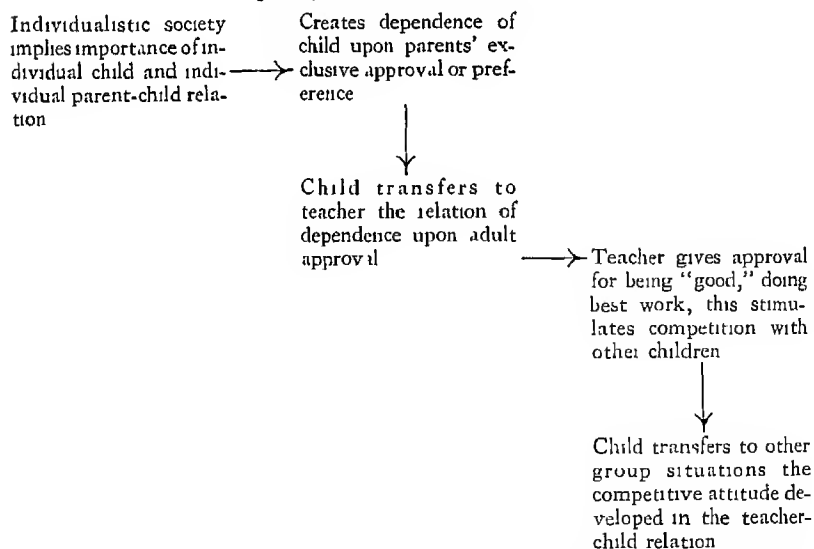 Individualistic society
implies importance of in-
dividual child and indi-
vidual parent-child rela-
tion
Creates dependence of
child upon parents' ex-
clusive approval or pref-
erence
Child transfers to
teacher the relation of
dependence upon adult
approval
Teacher gives approval
for being "good," doing
best work, this stimu-
lates competition with
other children
Child transfers to other
group situations the
competitive attitude de-
veloped in the teacher-
child relation